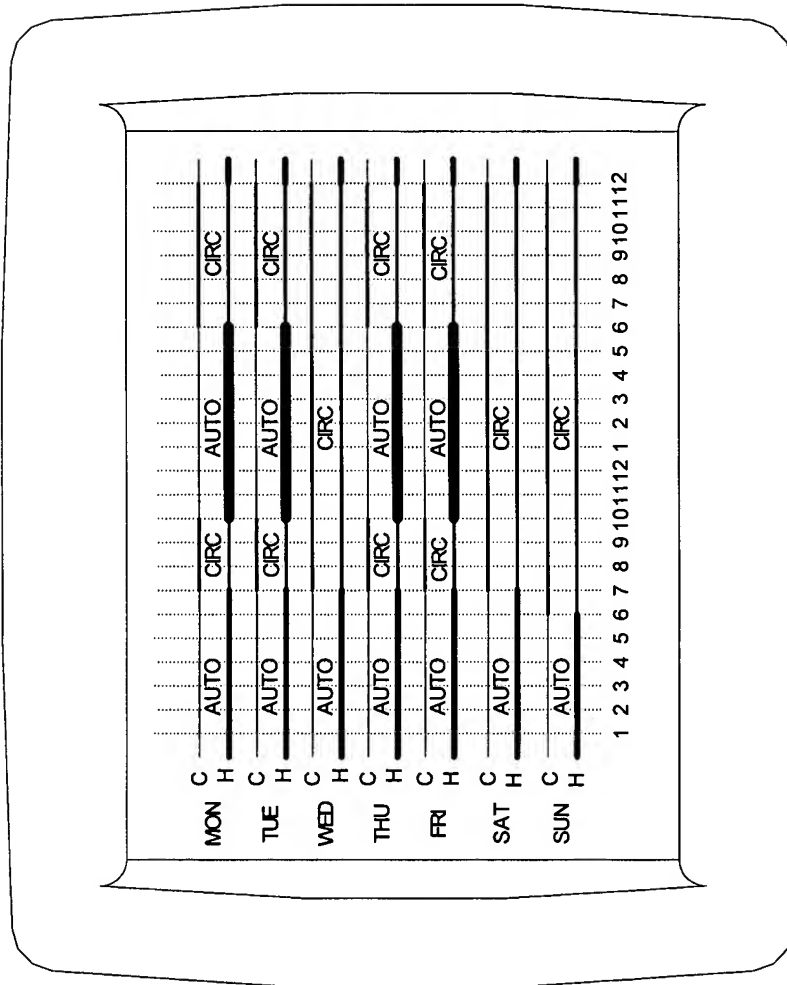 MON C AUTO CIRC AUTO CIRC
H
TUE C AUTO CIRC AUTO CIRC
H
WED C AUTO CIRC
H
THU C AUTO CIRC AUTO CIRC
H
FRI C AUTO CIRC AUTO CIRC
H
SAT C AUTO CIRC
H
SUN C AUTO CIRC
H
1 2 3 4 5 6 7 8 9 10 11 12 1 2 3 4 5 6 7 8 9 10 11 12